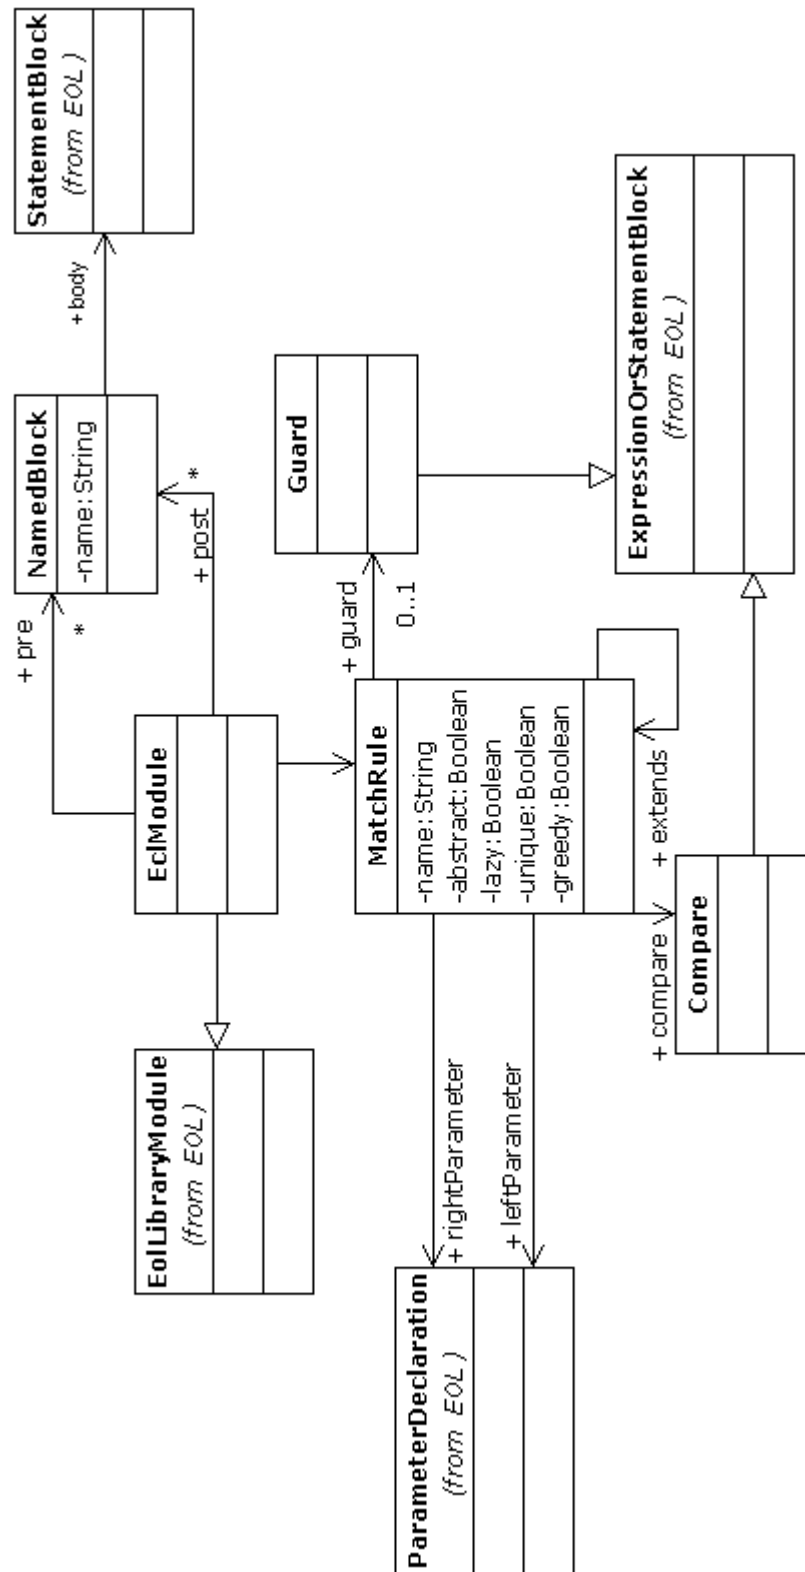 EolLibraryModule
(from EOL)
EclModule
+ pre
*
+ post
*
NamedBlock
-name:String
+body
StatementBlock
(from EOL)
ParameterDeclaration
(from EOL)
+ rightParameter
+ leftParameter
MatchRule
-name:String
-abstract:Boolean
-lazy:Boolean
-unique:Boolean
-greedy:Boolean
+ guard
0..1
Guard
+ extends
+ compare
Compare
ExpressionOrStatementBlock
(from EOL)